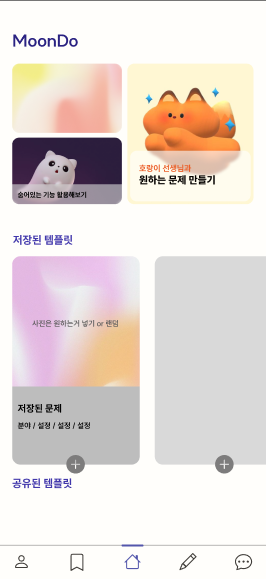 MoonDo
숨어있는 기능 활용해보기
호랑이 선생님과
원하는 문제 만들기
저장된 템플릿
사진은 원하는거 넣기 or 랜덤
저장된 문제
분야 / 설정 / 설정 / 설정
공유된 템플릿